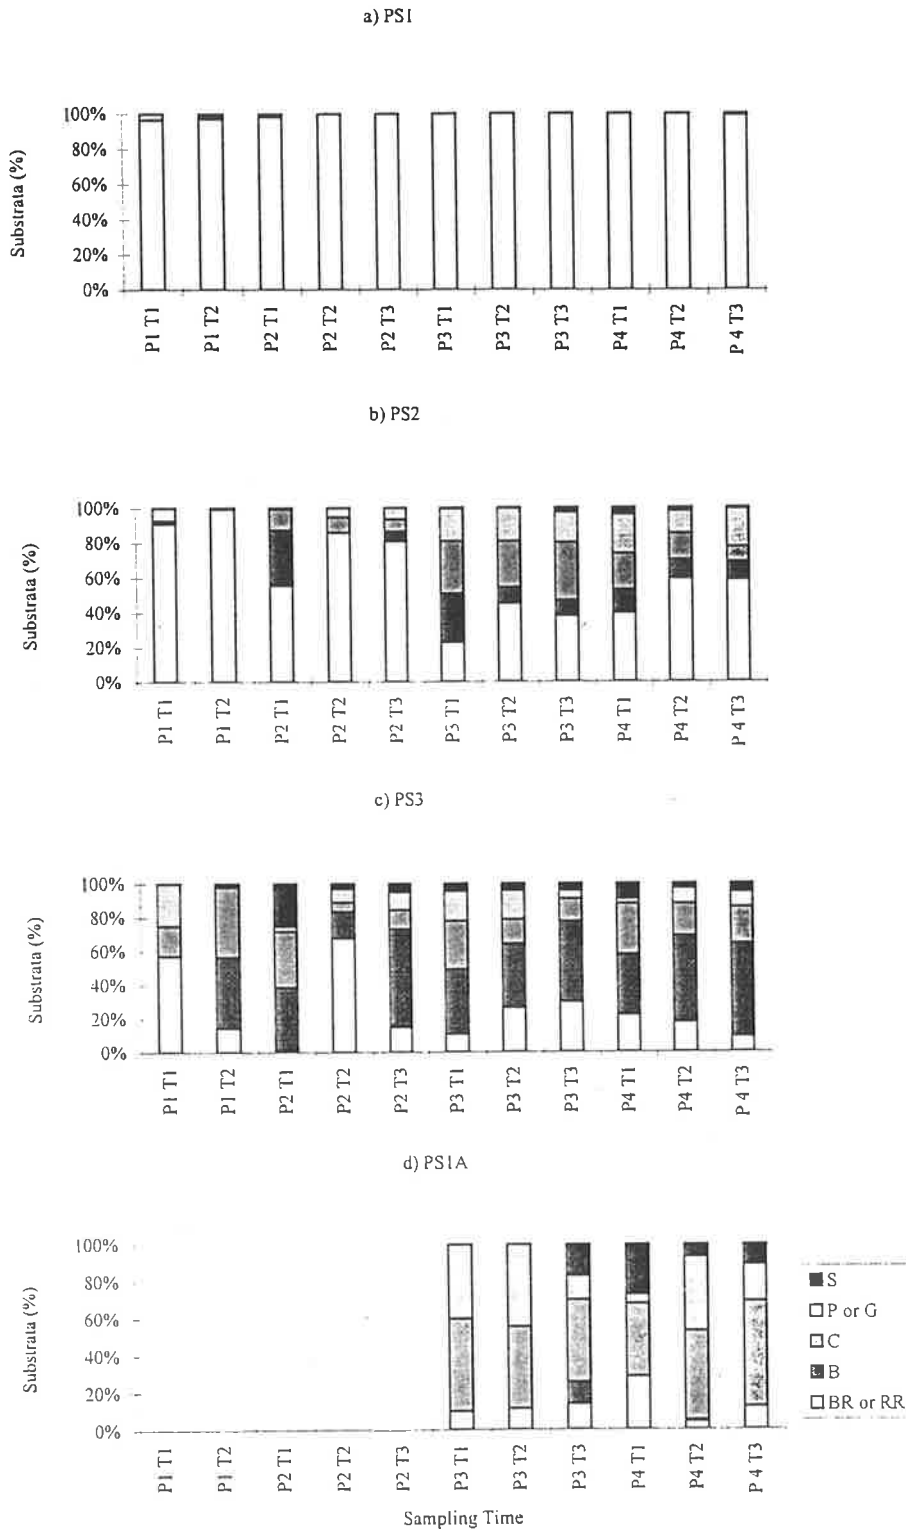 a) PS1
Substrata (%)
100%
80%
60%
40%
20%
0%
P1 T1
P1 T2
P2 T1
P2 T2
P2 T3
P3 T1
P3 T2
P3 T3
P4 T1
P4 T2
P 4 T3
b) PS2
Substrata (%)
100%
80%
60%
40%
20%
0%
P1 T1
P1 T2
P2 T1
P2 T2
P2 T3
P3 T1
P3 T2
P3 T3
P4 T1
P4 T2
P 4 T3
c) PS3
Substrata (%)
100%
80%
60%
40%
20%
0%
P1 T1
P1 T2
P2 T1
P2 T2
P2 T3
P3 T1
P3 T2
P3 T3
P4 T1
P4 T2
P 4 T3
d) PS1A
Substrata (%)
100%
80%
60%
40%
20%
0%
P1 T1
P1 T2
P2 T1
P2 T2
P2 T3
P3 T1
P3 T2
P3 T3
P4 T1
P4 T2
P 4 T3
S
P or G
C
B
BR or RR
Sampling Time